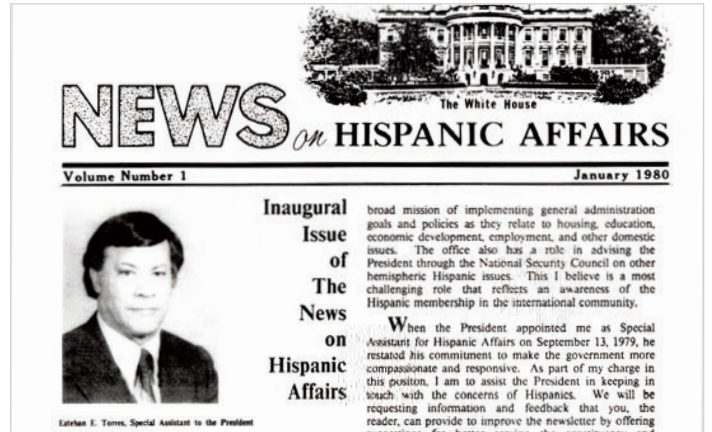 The White House
NEWS on HISPANIC AFFAIRS
Volume Number 1 January 1980
Inaugural
Issue
of
The
News
on
Hispanic
Affairs
Esteban E. Torres, Special Assistant to the President
broad mission of implementing general administration
goals and policies as they relate to housing, education,
economic development, employment, and other domestic
issues. The office also has a role in advising the
President through the National Security Council on other
hemispheric Hispanic issues. This I believe is a most
challenging role that reflects an awareness of the
Hispanic membership in the international community.
When the President appointed me as Special
Assistant for Hispanic Affairs on September 13, 1979, he
restated his commitment to make the government more
compassionate and responsive. As part of my charge in
this positon, I am to assist the President in keeping in
touch with the concerns of Hispanics. We will be
requesting information and feedback that you, the
reader, can provide to improve the newsletter by offering